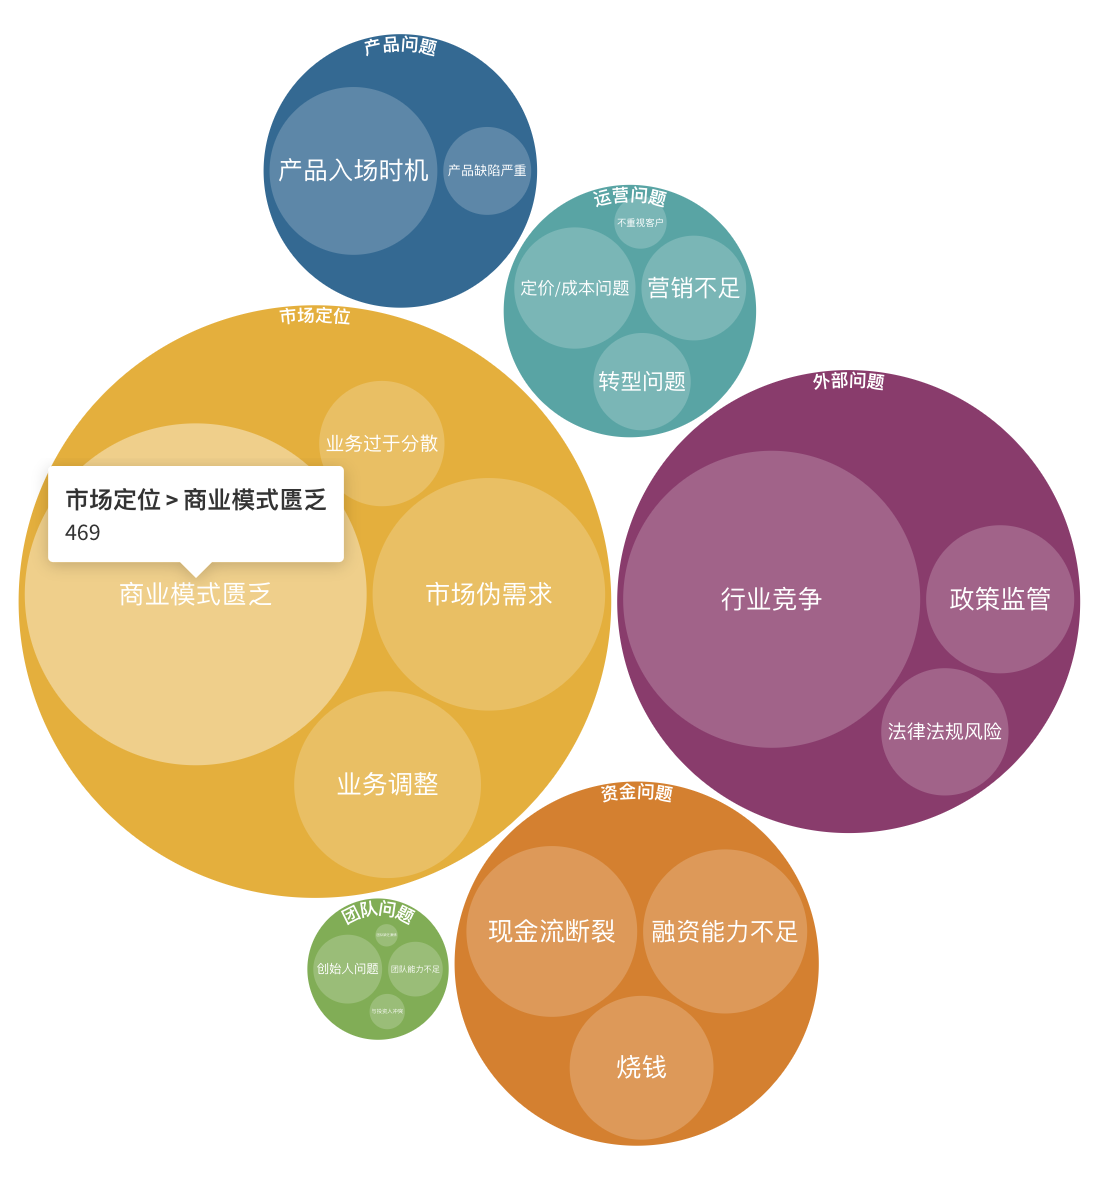 产品问题
产品入场时机
产品缺陷严重
运营问题
不重视客户
定价/成本问题
营销不足
转型问题
市场定位
业务过于分散
市场定位 > 商业模式匮乏
469
商业模式匮乏
市场伪需求
业务调整
外部问题
行业竞争
政策监管
法律法规风险
资金问题
现金流断裂
融资能力不足
烧钱
团队问题
创始人问题
团队能力不足